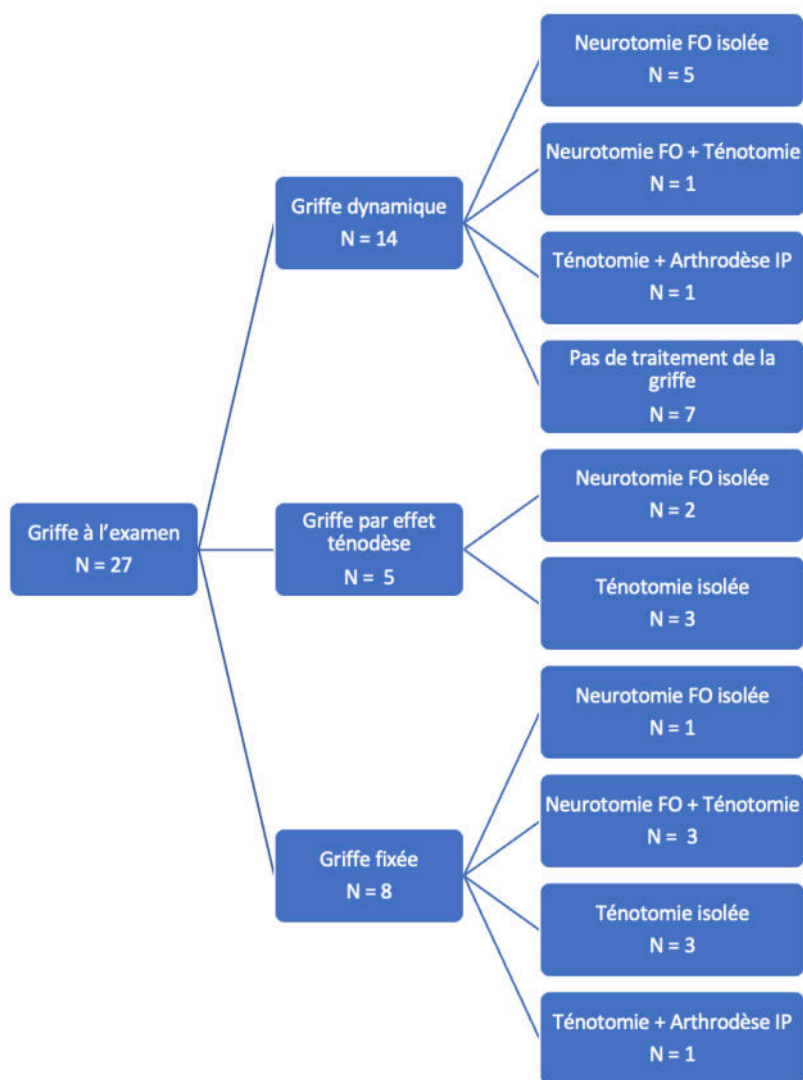 Griffe à l'examen
N = 27
Griffe dynamique
N = 14
Neurotomie FO isolée
N = 5
Neurotomie FO + Ténotomie
N = 1
Ténotomie + Arthrodèse IP
N = 1
Pas de traitement de la
griffe
N = 7
Griffe par effet
ténodèse
N =  5
Neurotomie FO isolée
N = 2
Ténotomie isolée
N = 3
Griffe fixée
N = 8
Neurotomie FO isolée
N = 1
Neurotomie FO + Ténotomie
N =  3
Ténotomie isolée
N = 3
Ténotomie + Arthrodèse IP
N = 1